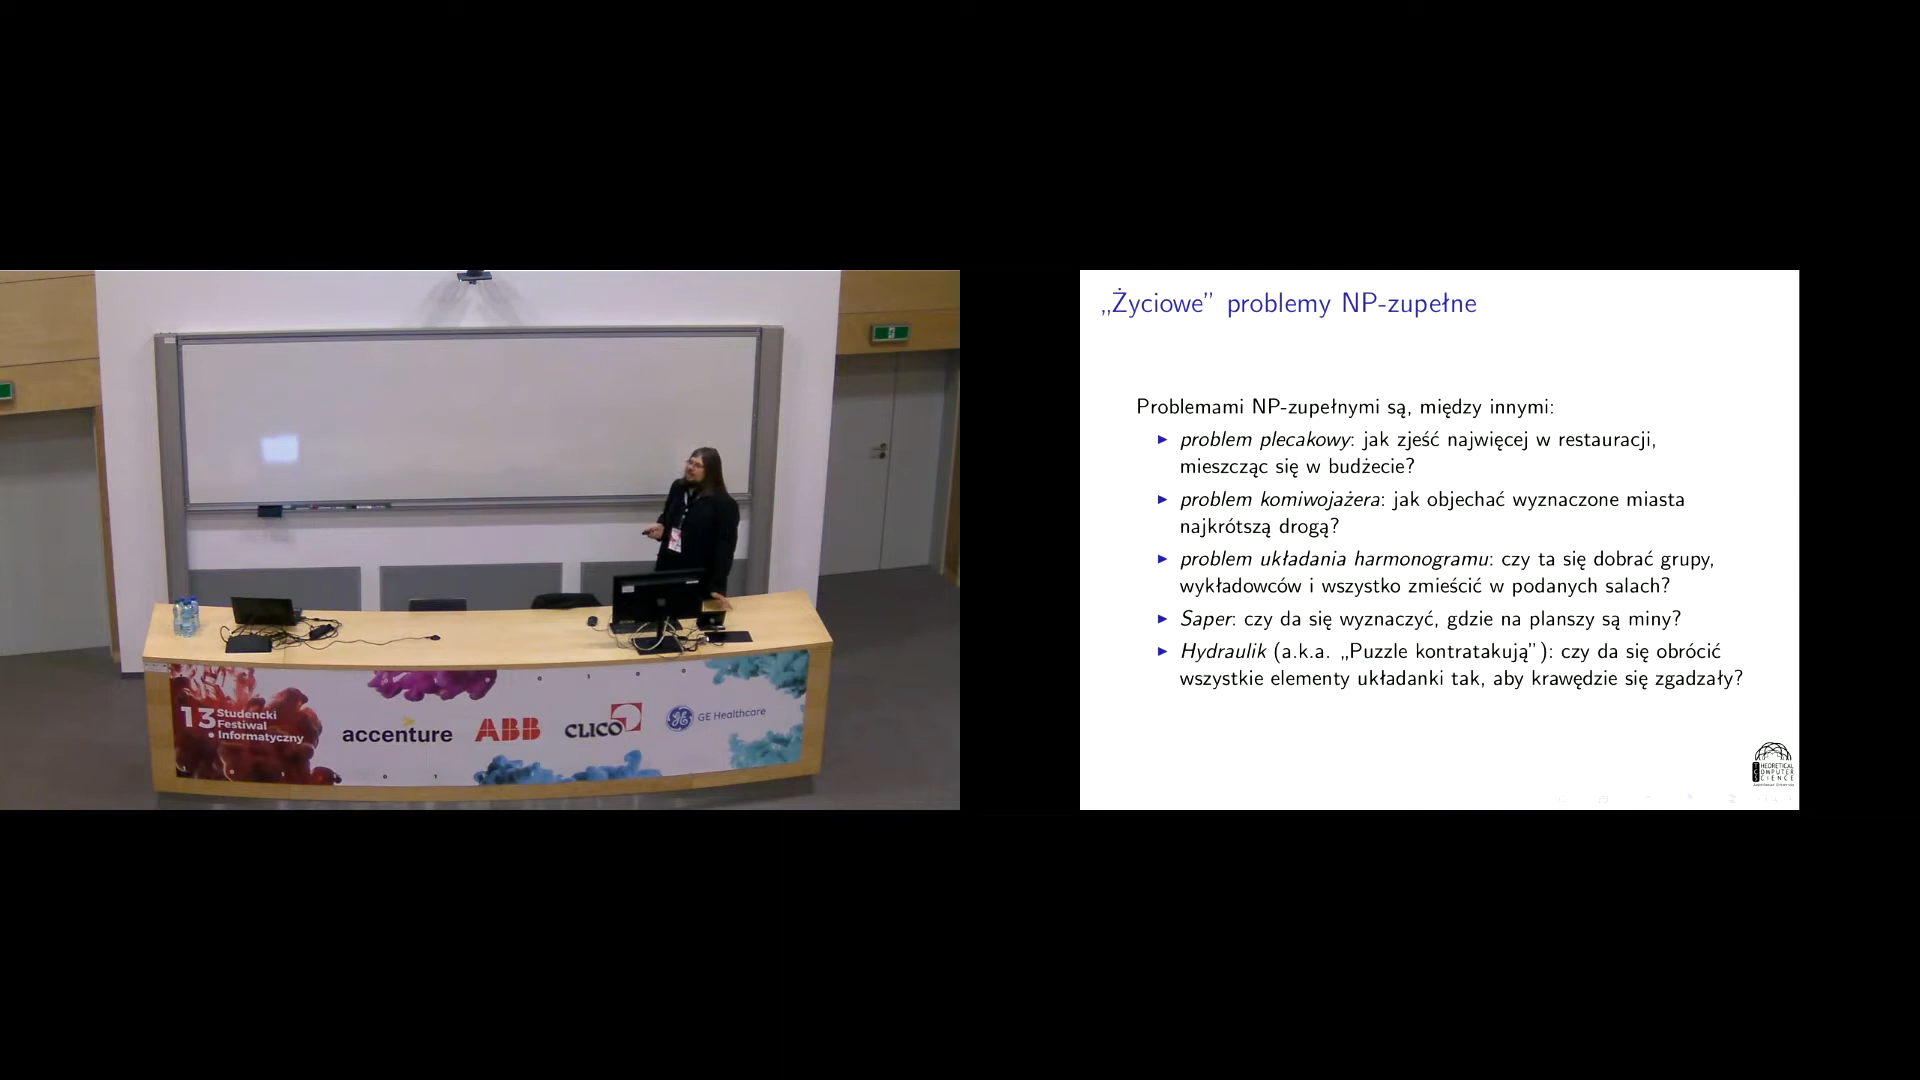 13 Studencki
Festiwal
Informatyczny
accenture
ABB
CLICO
GE Healthcare
„Życiowe” problemy NP-zupełne
Problemami NP-zupełnymi są, między innymi:
problem plecakowy: jak zjeść najwięcej w restauracji,
mieszcząc się w budżecie?
problem komiwojażera: jak objechać wyznaczone miasta
najkrótszą drogą?
problem układania harmonogramu: czy ta się dobrać grupy,
wykładowców i wszystko zmieścić w podanych salach?
Saper: czy da się wyznaczyć, gdzie na planszy są miny?
Hydraulik (a.k.a. „Puzzle kontratakują”): czy da się obrócić
wszystkie elementy układanki tak, aby krawędzie się zgadzały?
THEORETICAL
COMPUTER
SCIENCE